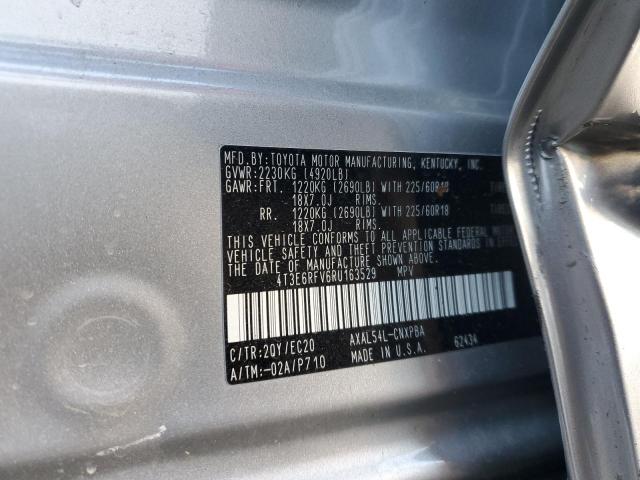 MFD.BY:TOYOTA MOTOR MANUFACTURING, KENTUCKY, INC.
GVWR:2230KG (4920LB)
GAWR:FRT. 1220KG (2690LB) WITH 225/60R18
18X7.0J RIMS.
RR. 1220KG (2690LB) WITH 225/60R18
18X7.0J RIMS.
THIS VEHICLE CONFORMS TO ALL APPLICABLE FEDERAL MOTOR
VEHICLE SAFETY AND THEFT PREVENTION STANDARDS IN
EFFECT ON THE DATE OF MANUFACTURE SHOWN ABOVE.
4T3E6RFV6RU163529 MPV
C/TR:2QY/EC20 AXAL54L-CNXPBA
A/TM:-02A/P710 MADE IN U.S.A. 62434